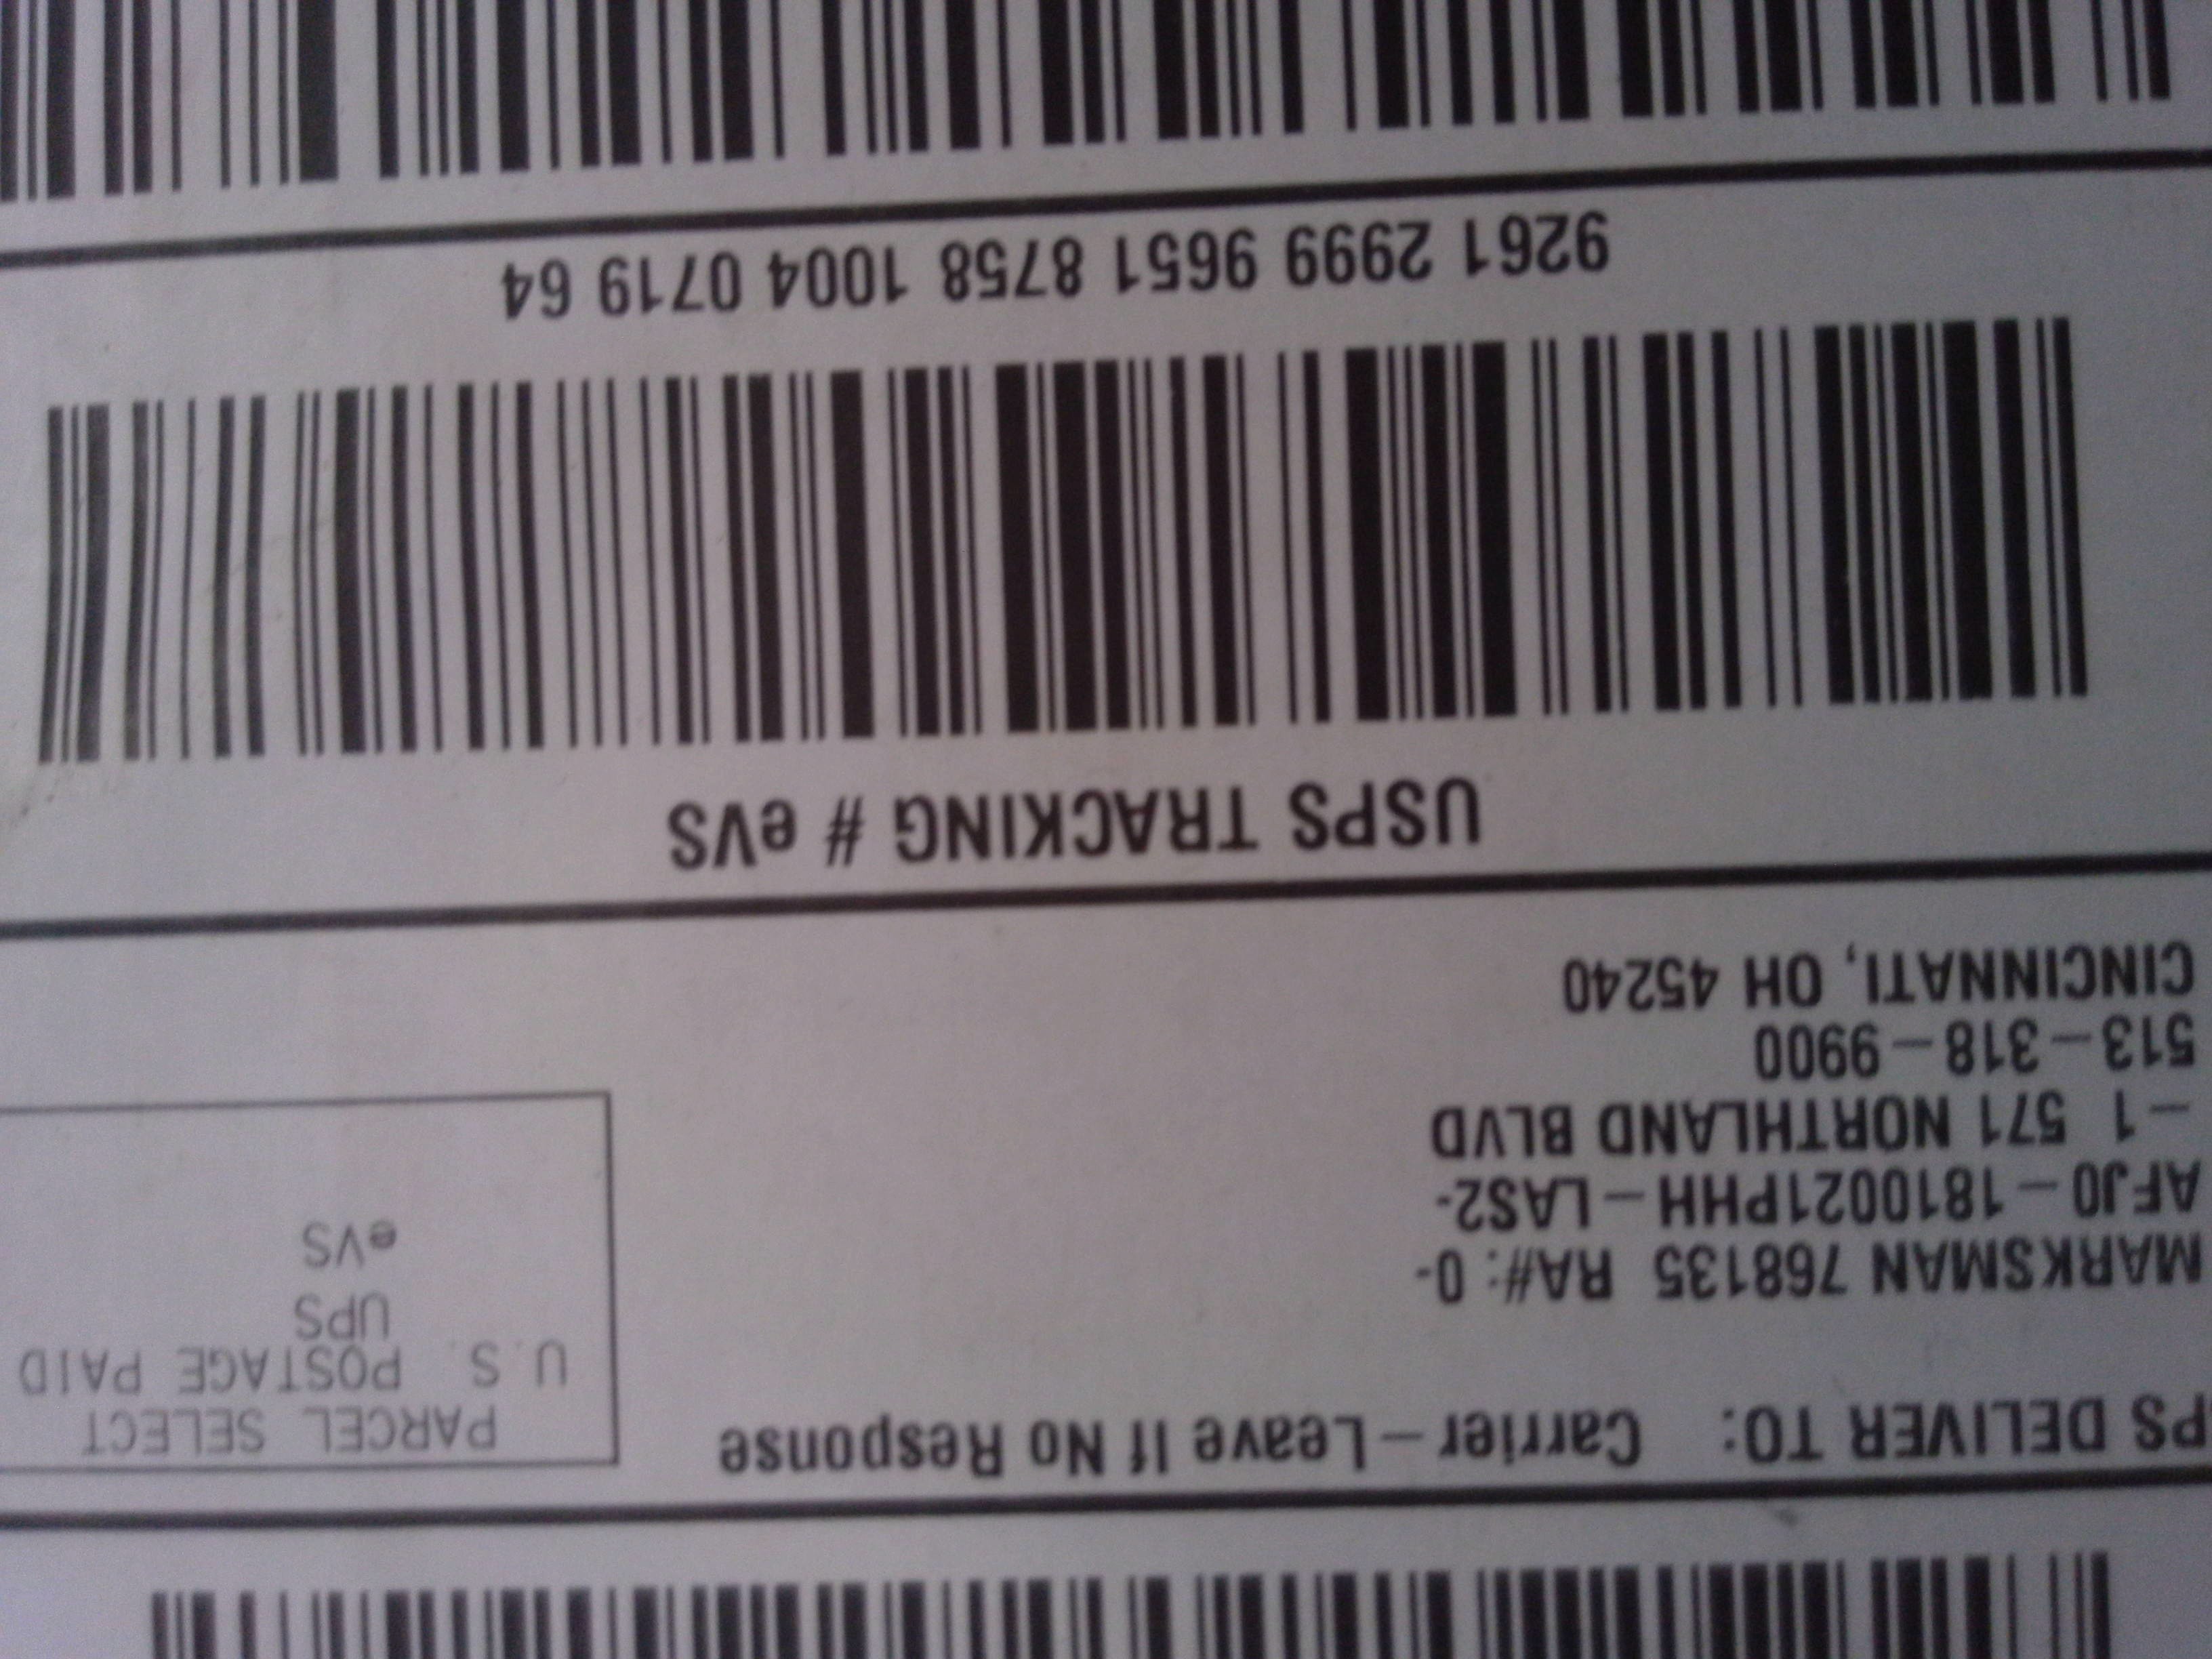 PS DELIVER TO: Carrier – Leave If No Response
MARKSMAN 768135 RA#: 0-
AFJ0 – 1810021PHH – LAS2-
– 1 571 NORTHLAND BLVD
513 – 318 – 9900
CINCINNATI, OH 45240
PARCEL SELECT
U.S. POSTAGE PAID
UPS
eVS
USPS TRACKING # eVS
9261 2999 9651 8758 1004 0719 64